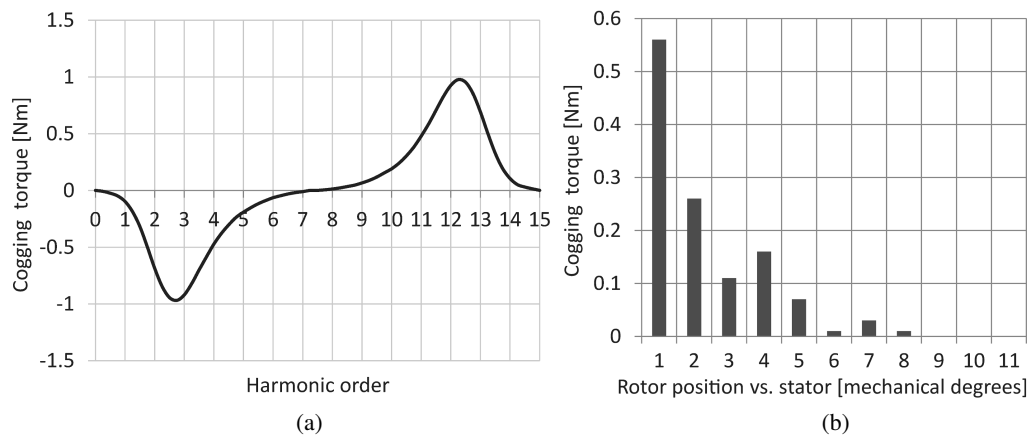 1.5
1
0.5
0
-0.5
-1
-1.5
Cogging torque [Nm]
0 1 2 3 4 5 6 7 8 9 10 11 12 13 14 15
Harmonic order
(a)
0.6
0.5
0.4
0.3
0.2
0.1
0
Cogging torque [Nm]
1 2 3 4 5 6 7 8 9 10 11
Rotor position vs. stator [mechanical degrees]
(b)